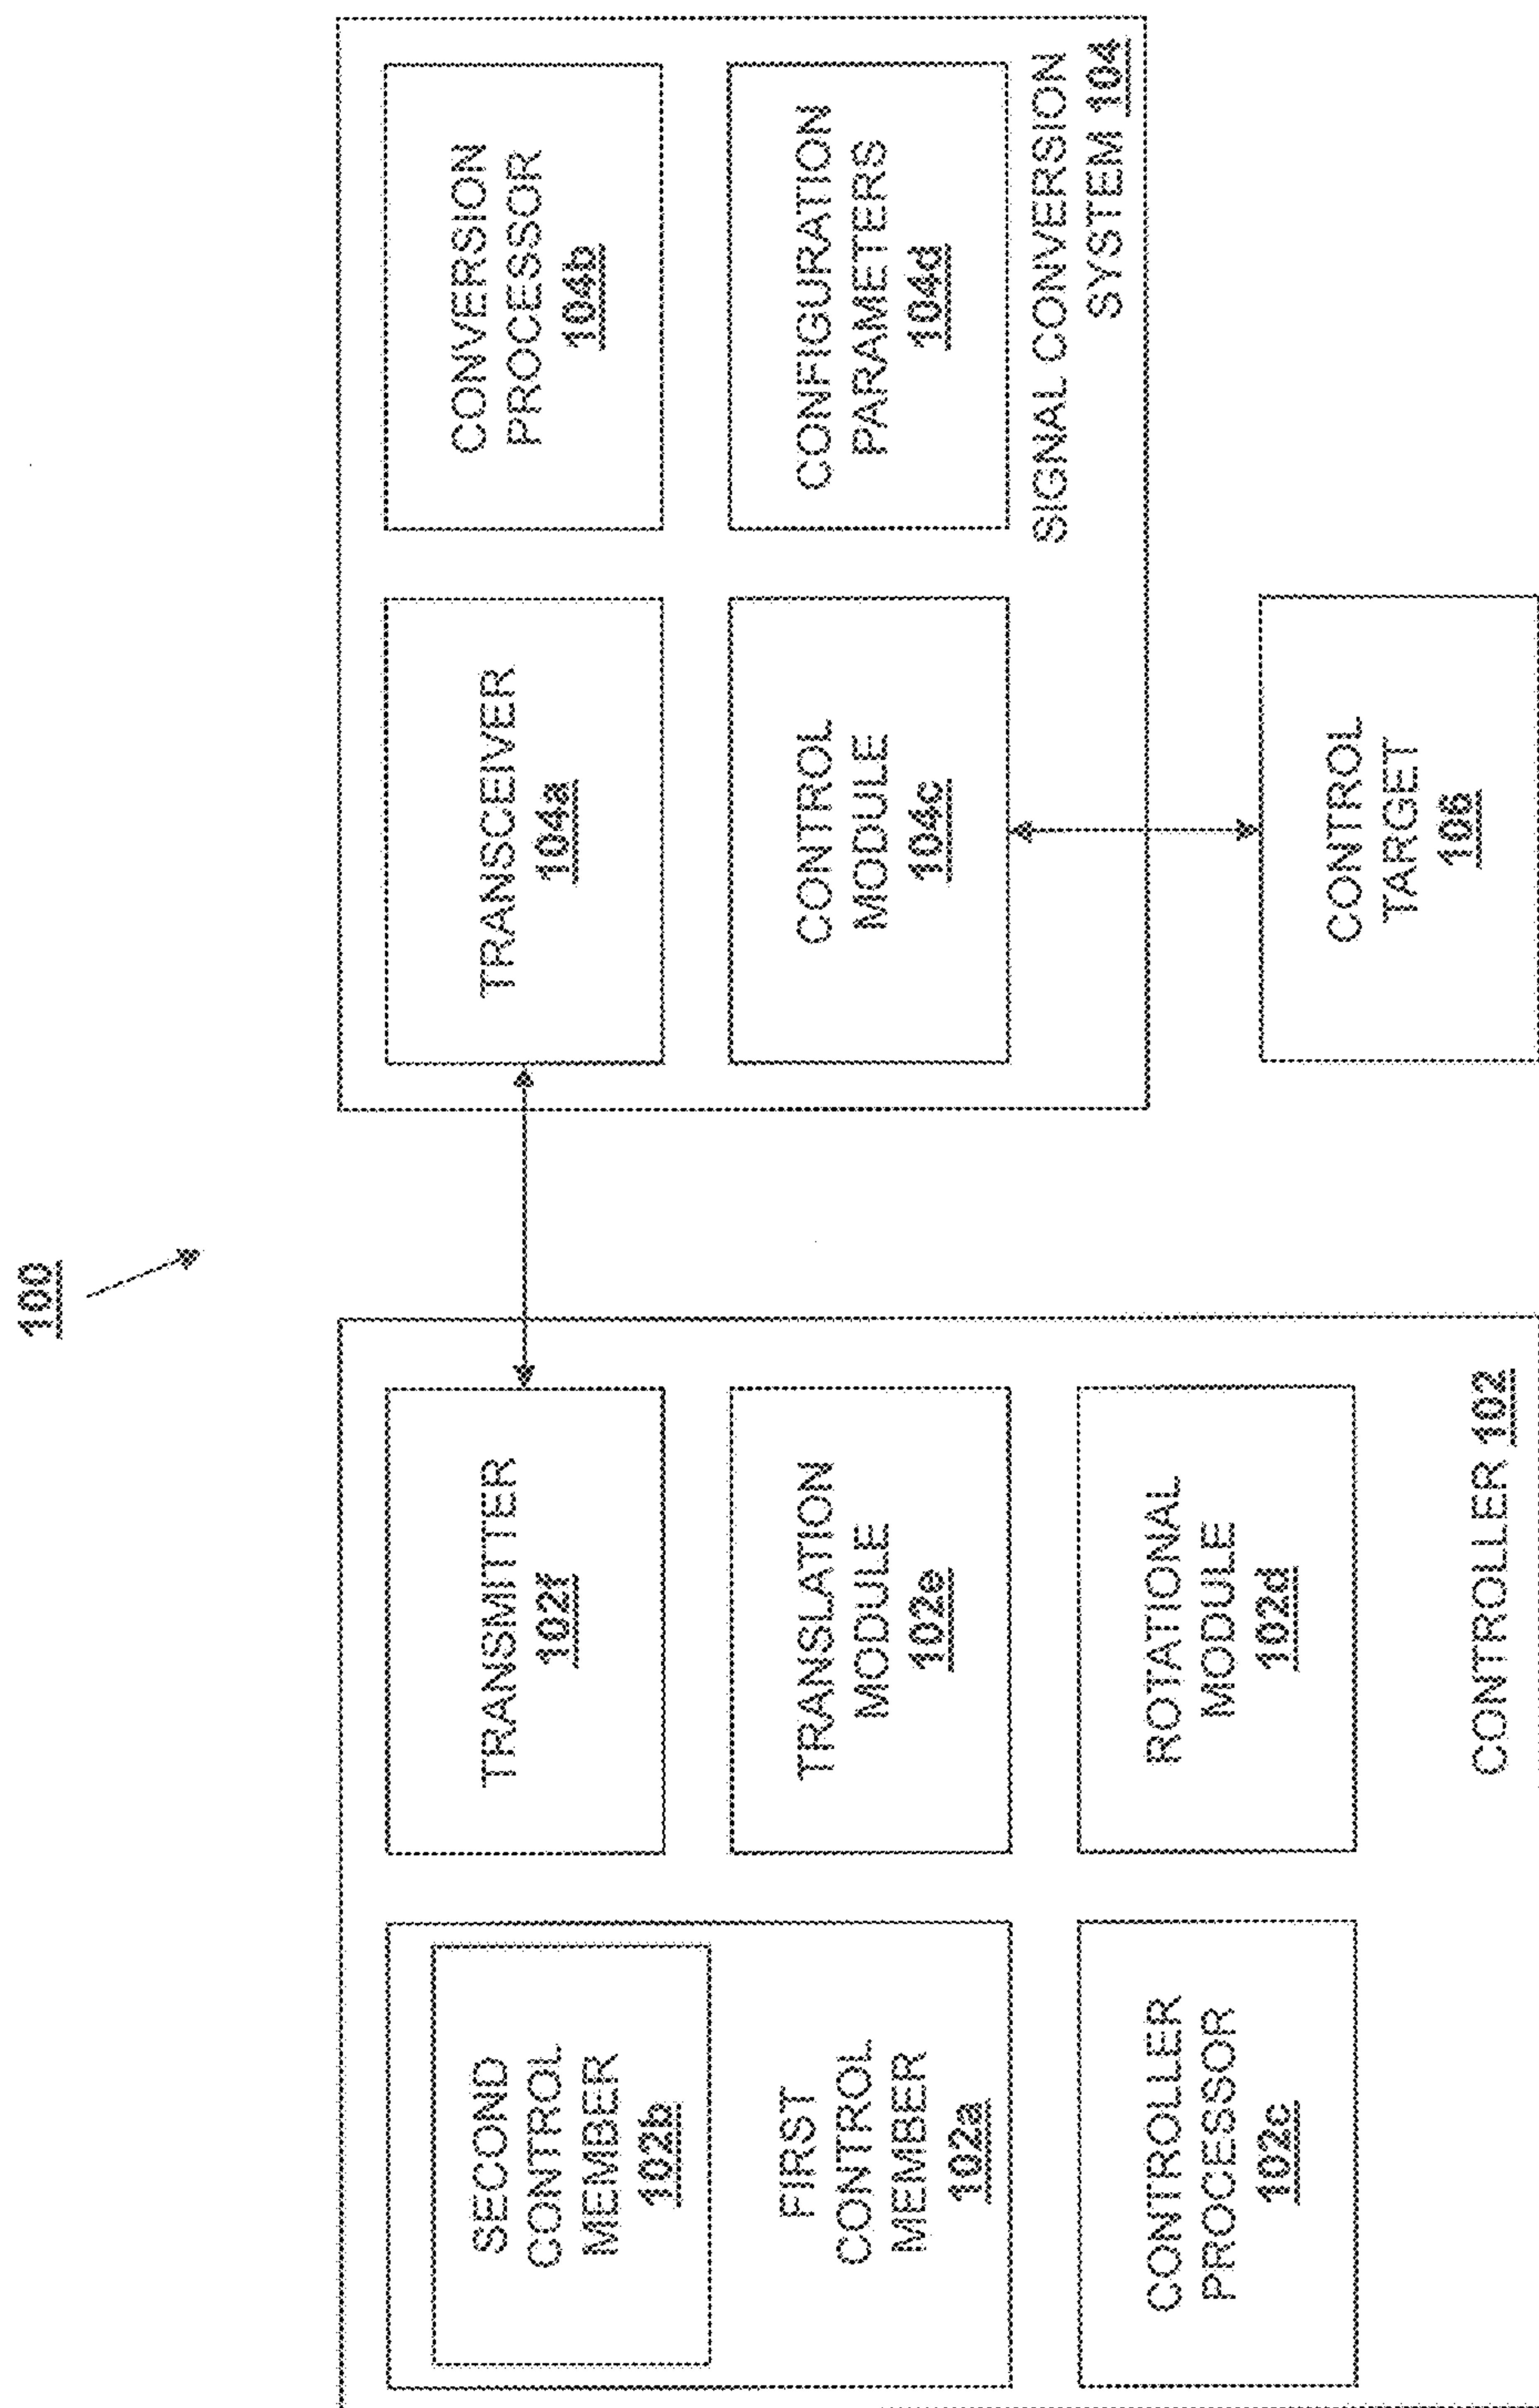 100
SECOND
CONTROL
MEMBER
102b
FIRST
CONTROL
MEMBER
102a
CONTROLLER
PROCESSOR
102c
TRANSMITTER
102f
TRANSLATION
MODULE
102e
ROTATIONAL
MODULE
102d
CONTROLLER 102
TRANSCEIVER
104a
CONVERSION
PROCESSOR
104b
CONTROL
MODULE
104c
CONFIGURATION
PARAMETERS
104d
SIGNAL CONVERSION
SYSTEM 104
CONTROL
TARGET
106